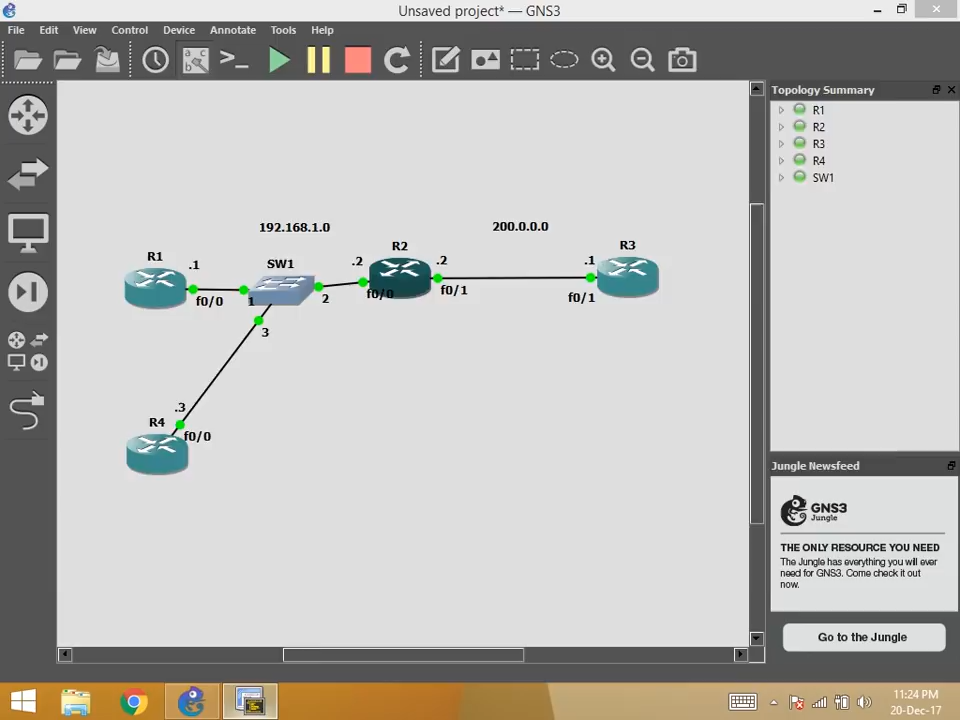 Unsaved project* — GNS3
File Edit View Control Device Annotate Tools Help
Topology Summary
R1
R2
R3
R4
SW1
192.168.1.0
200.0.0.0
R1
.1
f0/0
SW1
1
2
3
.2
R2
.2
f0/0
f0/1
R3
.1
f0/1
.3
R4
f0/0
Jungle Newsfeed
GNS3
Jungle
THE ONLY RESOURCE YOU NEED
The Jungle has everything you will ever
need for GNS3. Come check it out
now.
Go to the Jungle
11:24 PM
20-Dec-17